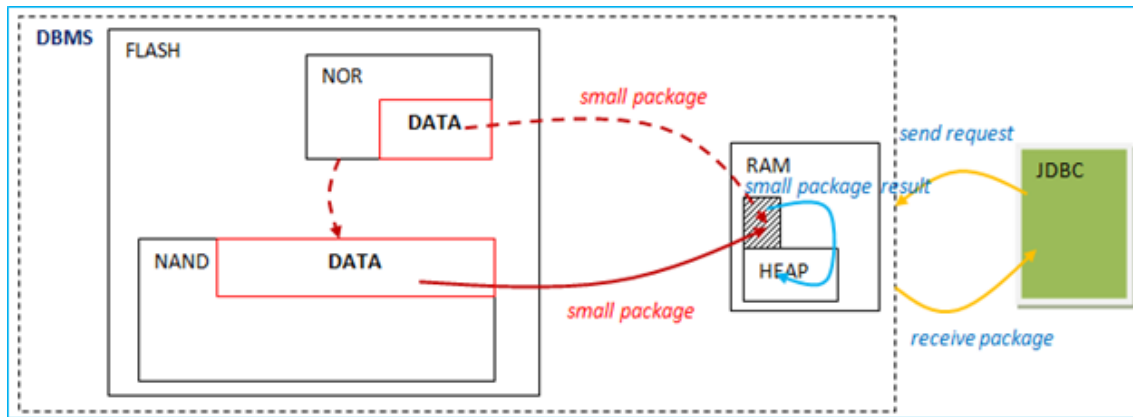 DBMS
FLASH
NOR
DATA
small package
send request
RAM
JDBC
small package result
NAND
DATA
HEAP
small package
receive package